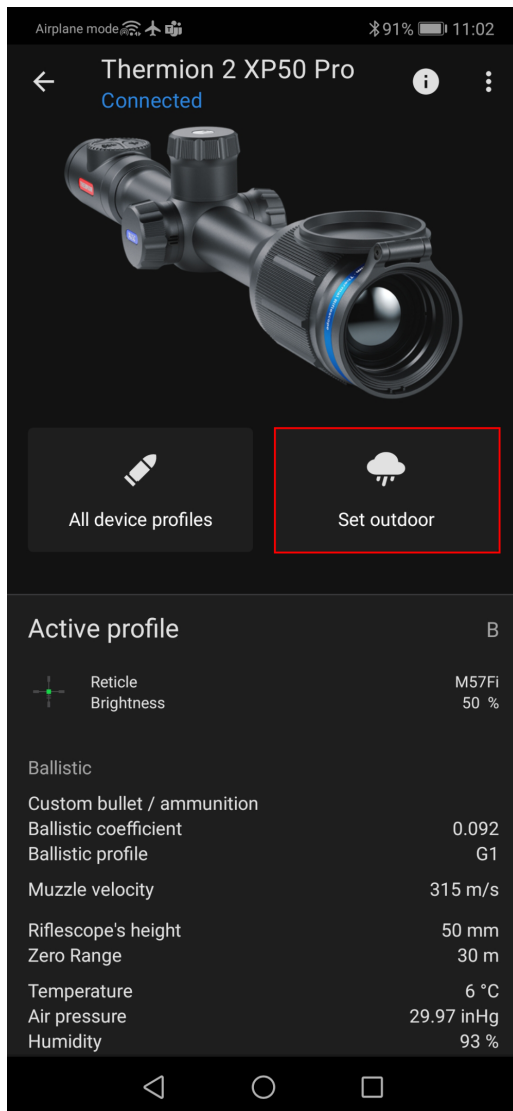 Airplane mode
91%
11:02
Thermion 2 XP50 Pro
Connected
All device profiles
Set outdoor
Active profile
B
Reticle
M57Fi
Brightness
50 %
Ballistic
Custom bullet / ammunition
Ballistic coefficient
0.092
Ballistic profile
G1
Muzzle velocity
315 m/s
Riflescope's height
50 mm
Zero Range
30 m
Temperature
6 °C
Air pressure
29.97 inHg
Humidity
93 %